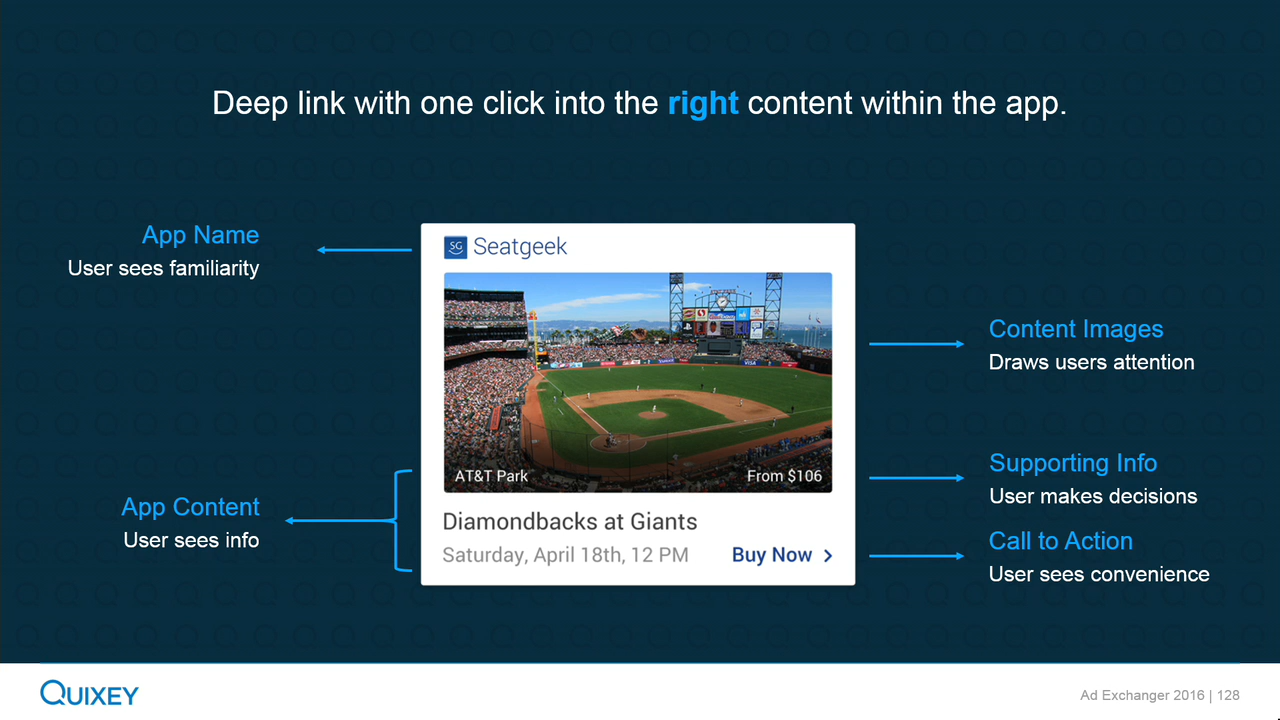 Deep link with one click into the right content within the app.
App Name
User sees familiarity
SG Seatgeek
Content Images
Draws users attention
AT&T Park
From $106
Supporting Info
User makes decisions
App Content
User sees info
Diamondbacks at Giants
Saturday, April 18th, 12 PM
Buy Now >
Call to Action
User sees convenience
QUIXEY
Ad Exchanger 2016 | 128